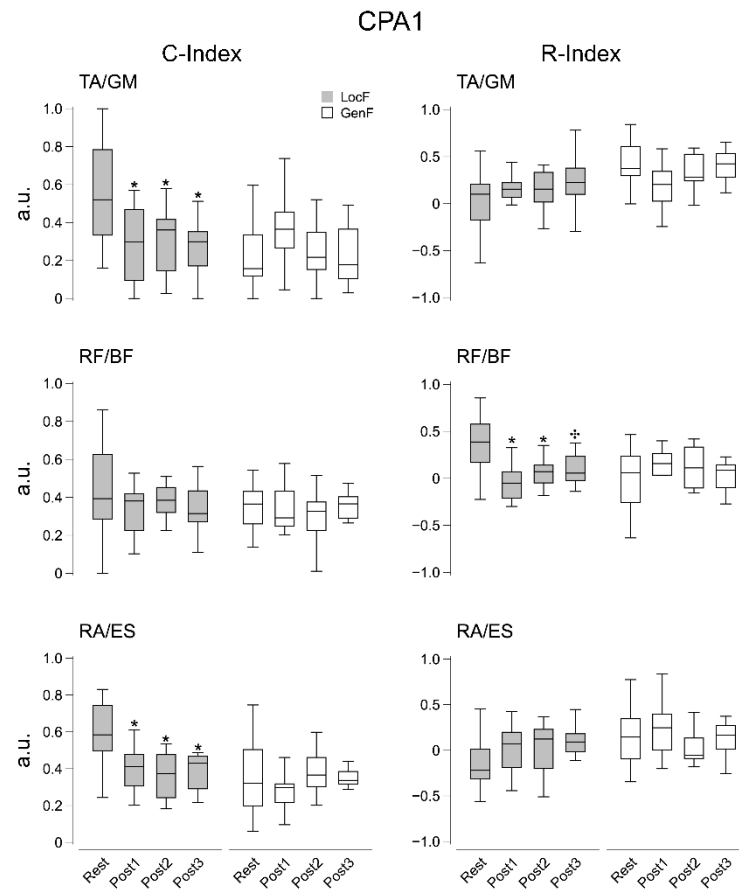 CPA1
C-Index
R-Index
TA/GM
TA/GM
LocF
GenF
1.0
0.8
0.6
0.4
0.2
0
a.u.
1.0
0.5
0
−0.5
−1.0
* * *
RF/BF
RF/BF
1.0
0.8
0.6
0.4
0.2
0
a.u.
1.0
0.5
0
−0.5
−1.0
* * ⁜
RA/ES
RA/ES
1.0
0.8
0.6
0.4
0.2
0
a.u.
* * *
1.0
0.5
0
−0.5
−1.0
Rest Post1 Post2 Post3 Rest Post1 Post2 Post3
Rest Post1 Post2 Post3 Rest Post1 Post2 Post3